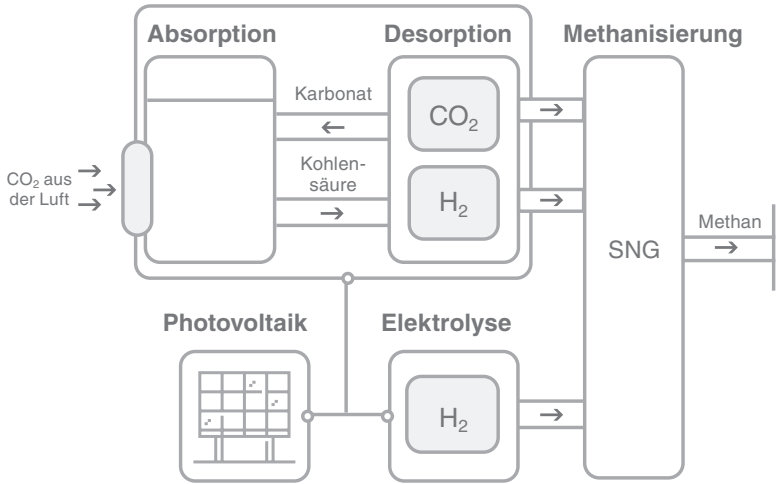 Absorption
Desorption
Methanisierung
Karbonat
CO₂
Kohlen-
säure
CO₂ aus
der Luft
H₂
Methan
SNG
Photovoltaik
Elektrolyse
H₂